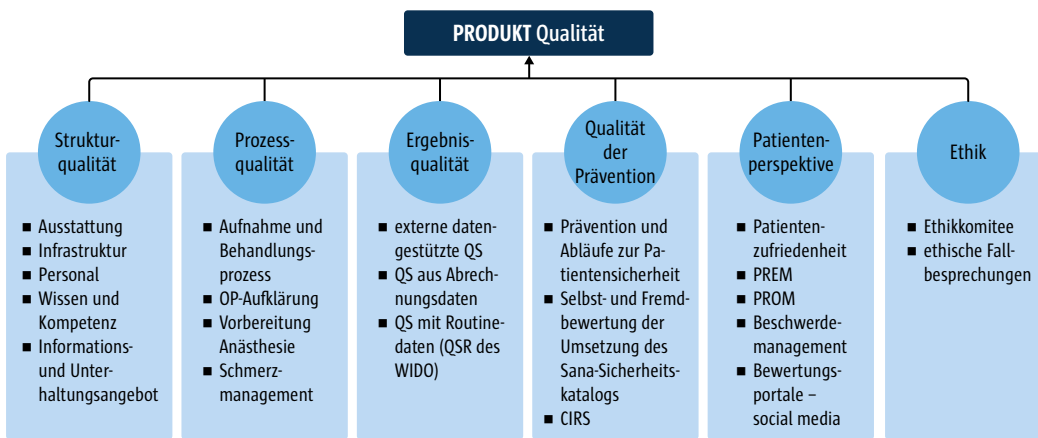 PRODUKT Qualität
Struktur-
qualität
■ Ausstattung
■ Infrastruktur
■ Personal
■ Wissen und
Kompetenz
■ Informations-
und Unter-
haltungsangebot
Prozess-
qualität
■ Aufnahme und
Behandlungs-
prozess
■ OP-Aufklärung
■ Vorbereitung
Anästhesie
■ Schmerz-
management
Ergebnis-
qualität
■ externe daten-
gestützte QS
■ QS aus Abrech-
nungsdaten
■ QS mit Routine-
daten (QSR des
WIDO)
Qualität
der
Prävention
■ Prävention und
Abläufe zur Pa-
tientensicherheit
■ Selbst- und Fremd-
bewertung der
Umsetzung des
Sana-Sicherheits-
katalogs
■ CIRS
Patienten-
perspektive
■ Patienten-
zufriedenheit
■ PREM
■ PROM
■ Beschwerde-
management
■ Bewertungs-
portale –
social media
Ethik
■ Ethikkomitee
■ ethische Fall-
besprechungen